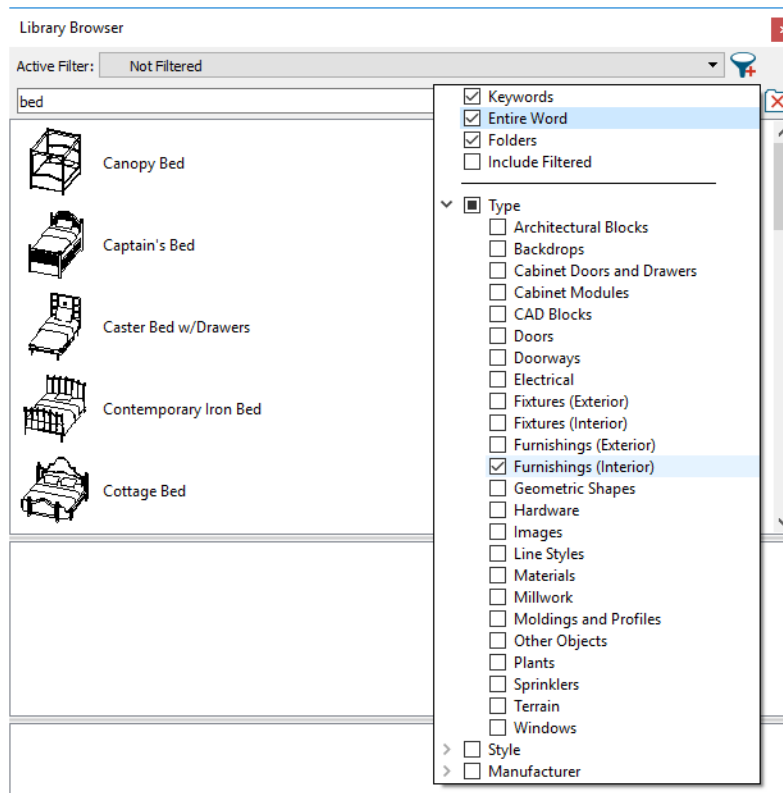 Library Browser
Active Filter: Not Filtered
bed
Canopy Bed
Captain's Bed
Caster Bed w/Drawers
Contemporary Iron Bed
Cottage Bed
Keywords
Entire Word
Folders
Include Filtered
Type
Architectural Blocks
Backdrops
Cabinet Doors and Drawers
Cabinet Modules
CAD Blocks
Doors
Doorways
Electrical
Fixtures (Exterior)
Fixtures (Interior)
Furnishings (Exterior)
Furnishings (Interior)
Geometric Shapes
Hardware
Images
Line Styles
Materials
Millwork
Moldings and Profiles
Other Objects
Plants
Sprinklers
Terrain
Windows
Style
Manufacturer